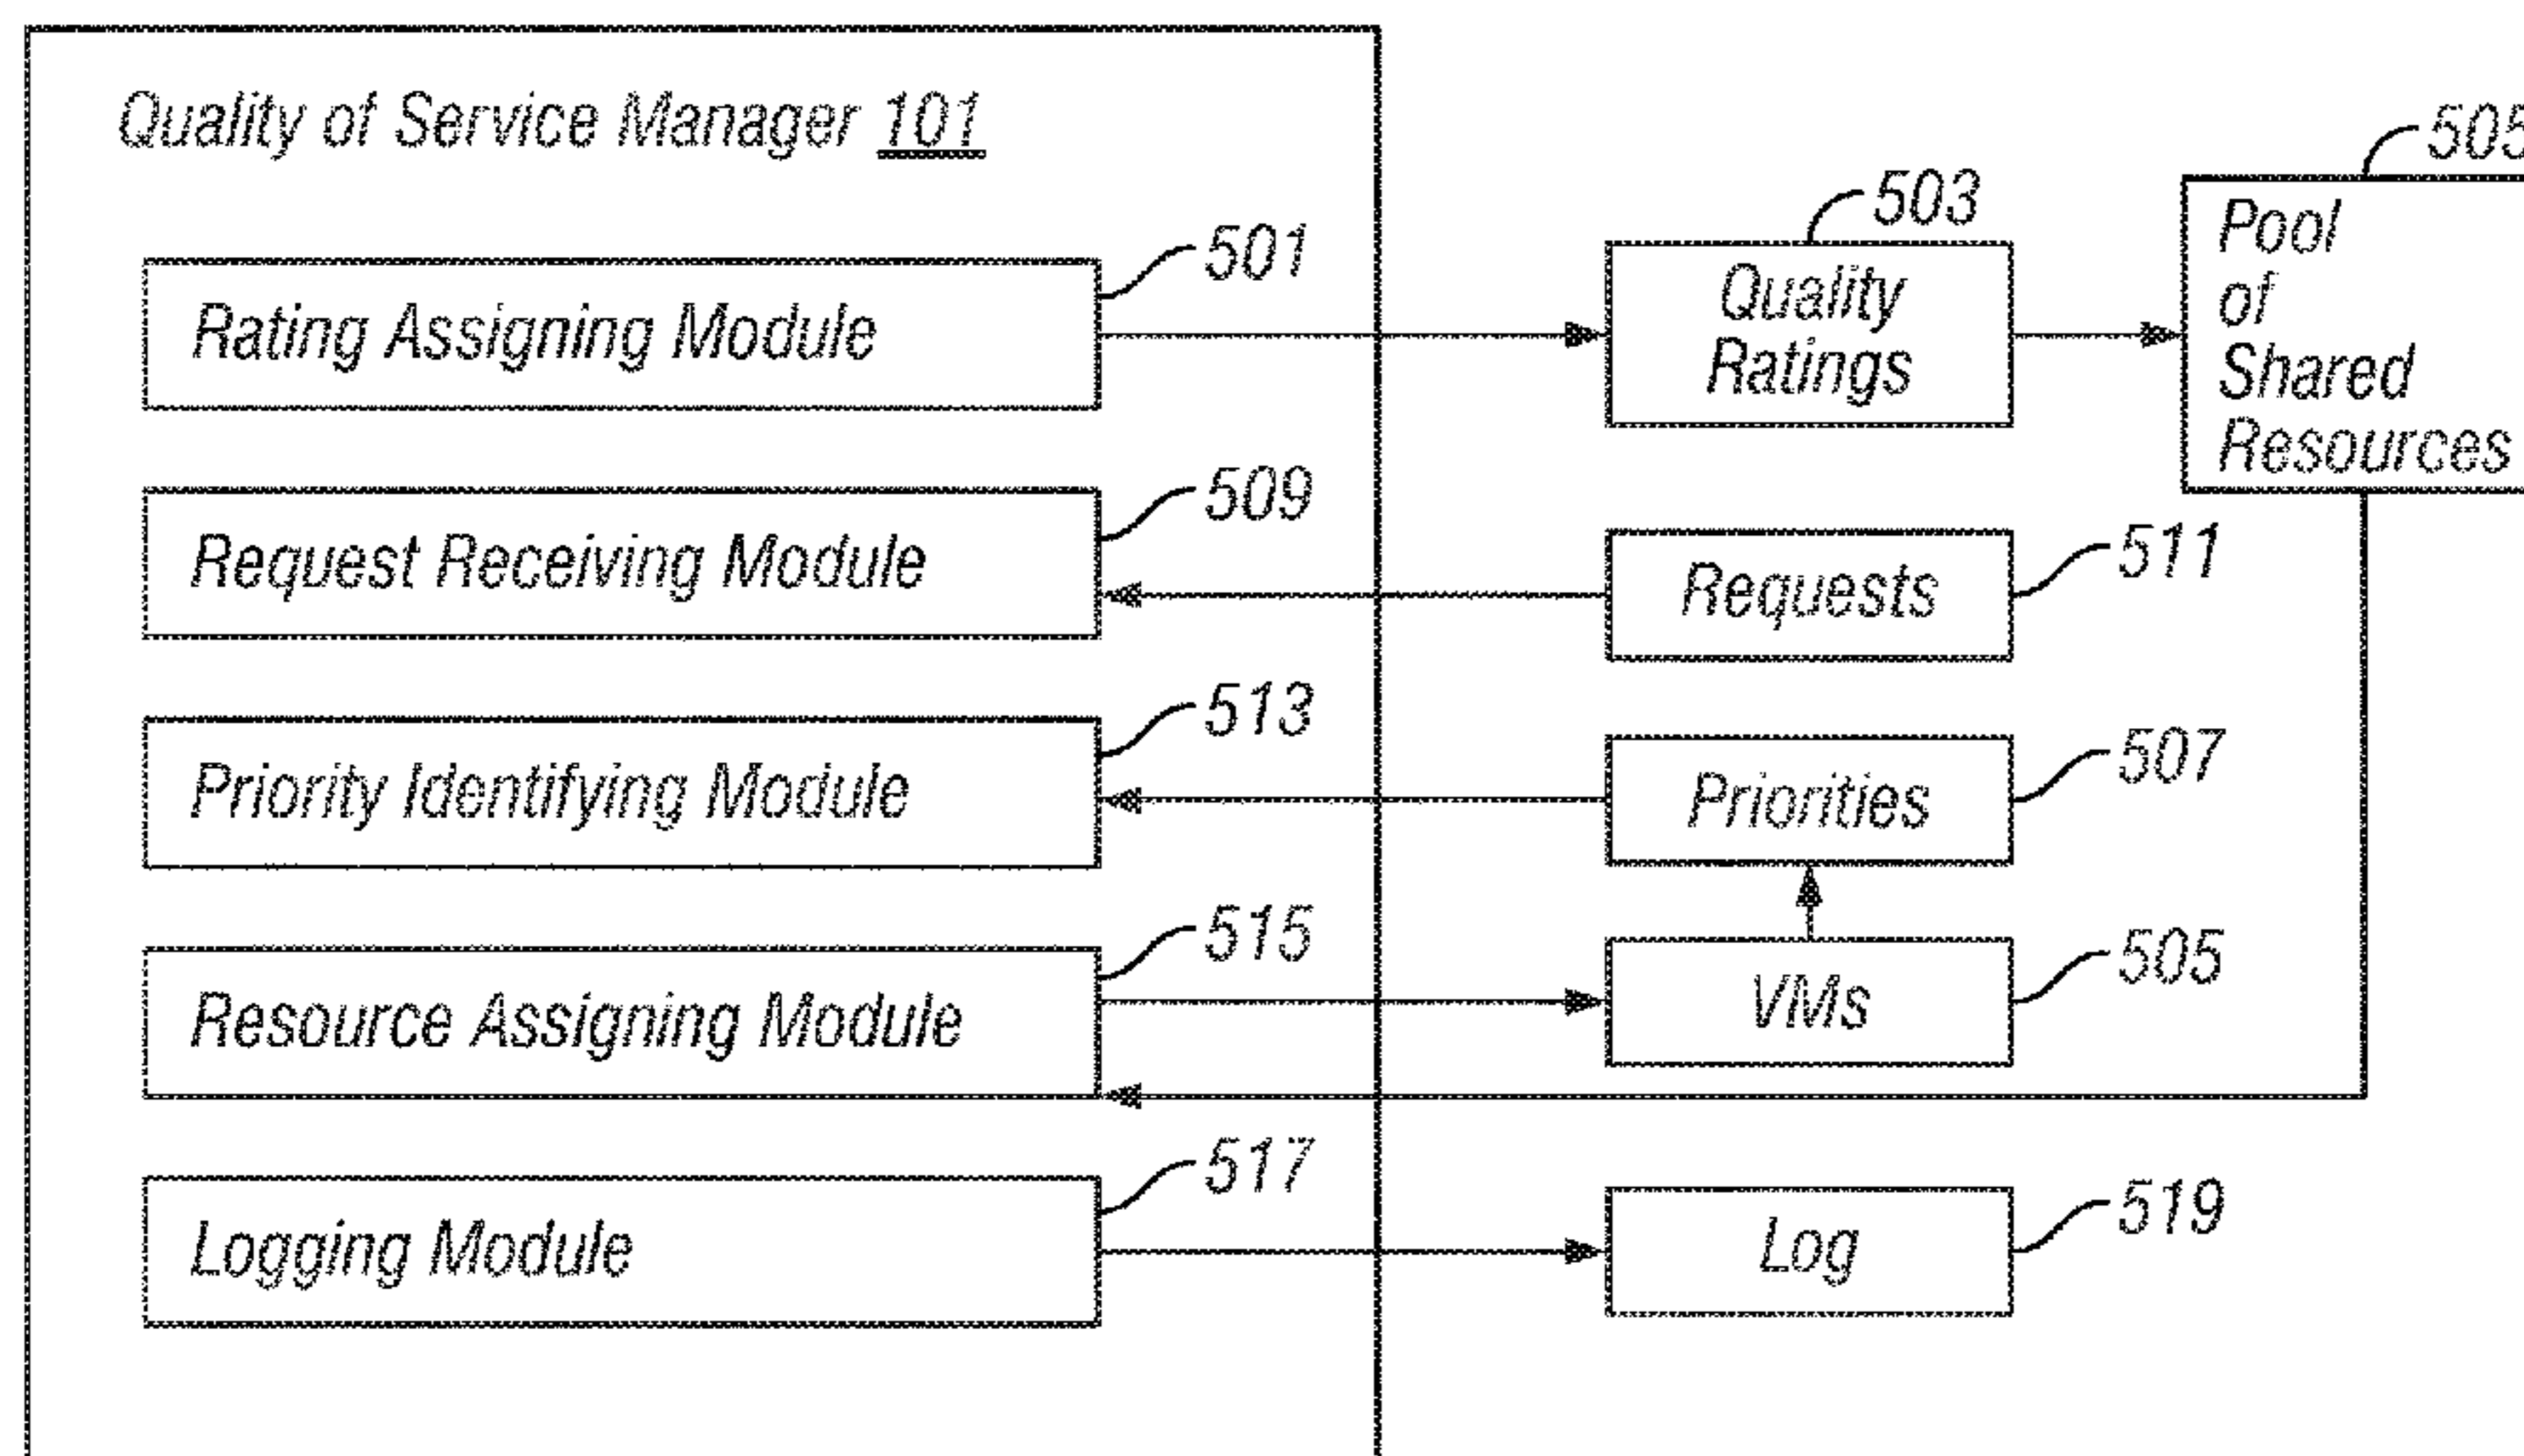 Quality of Service Manager 101
505
503
Pool
of
Shared
Resources
501
Rating Assigning Module
Quality
Ratings
509
Request Receiving Module
511
Requests
513
Priority Identifying Module
507
Priorities
515
Resource Assigning Module
505
VMs
517
Logging Module
519
Log